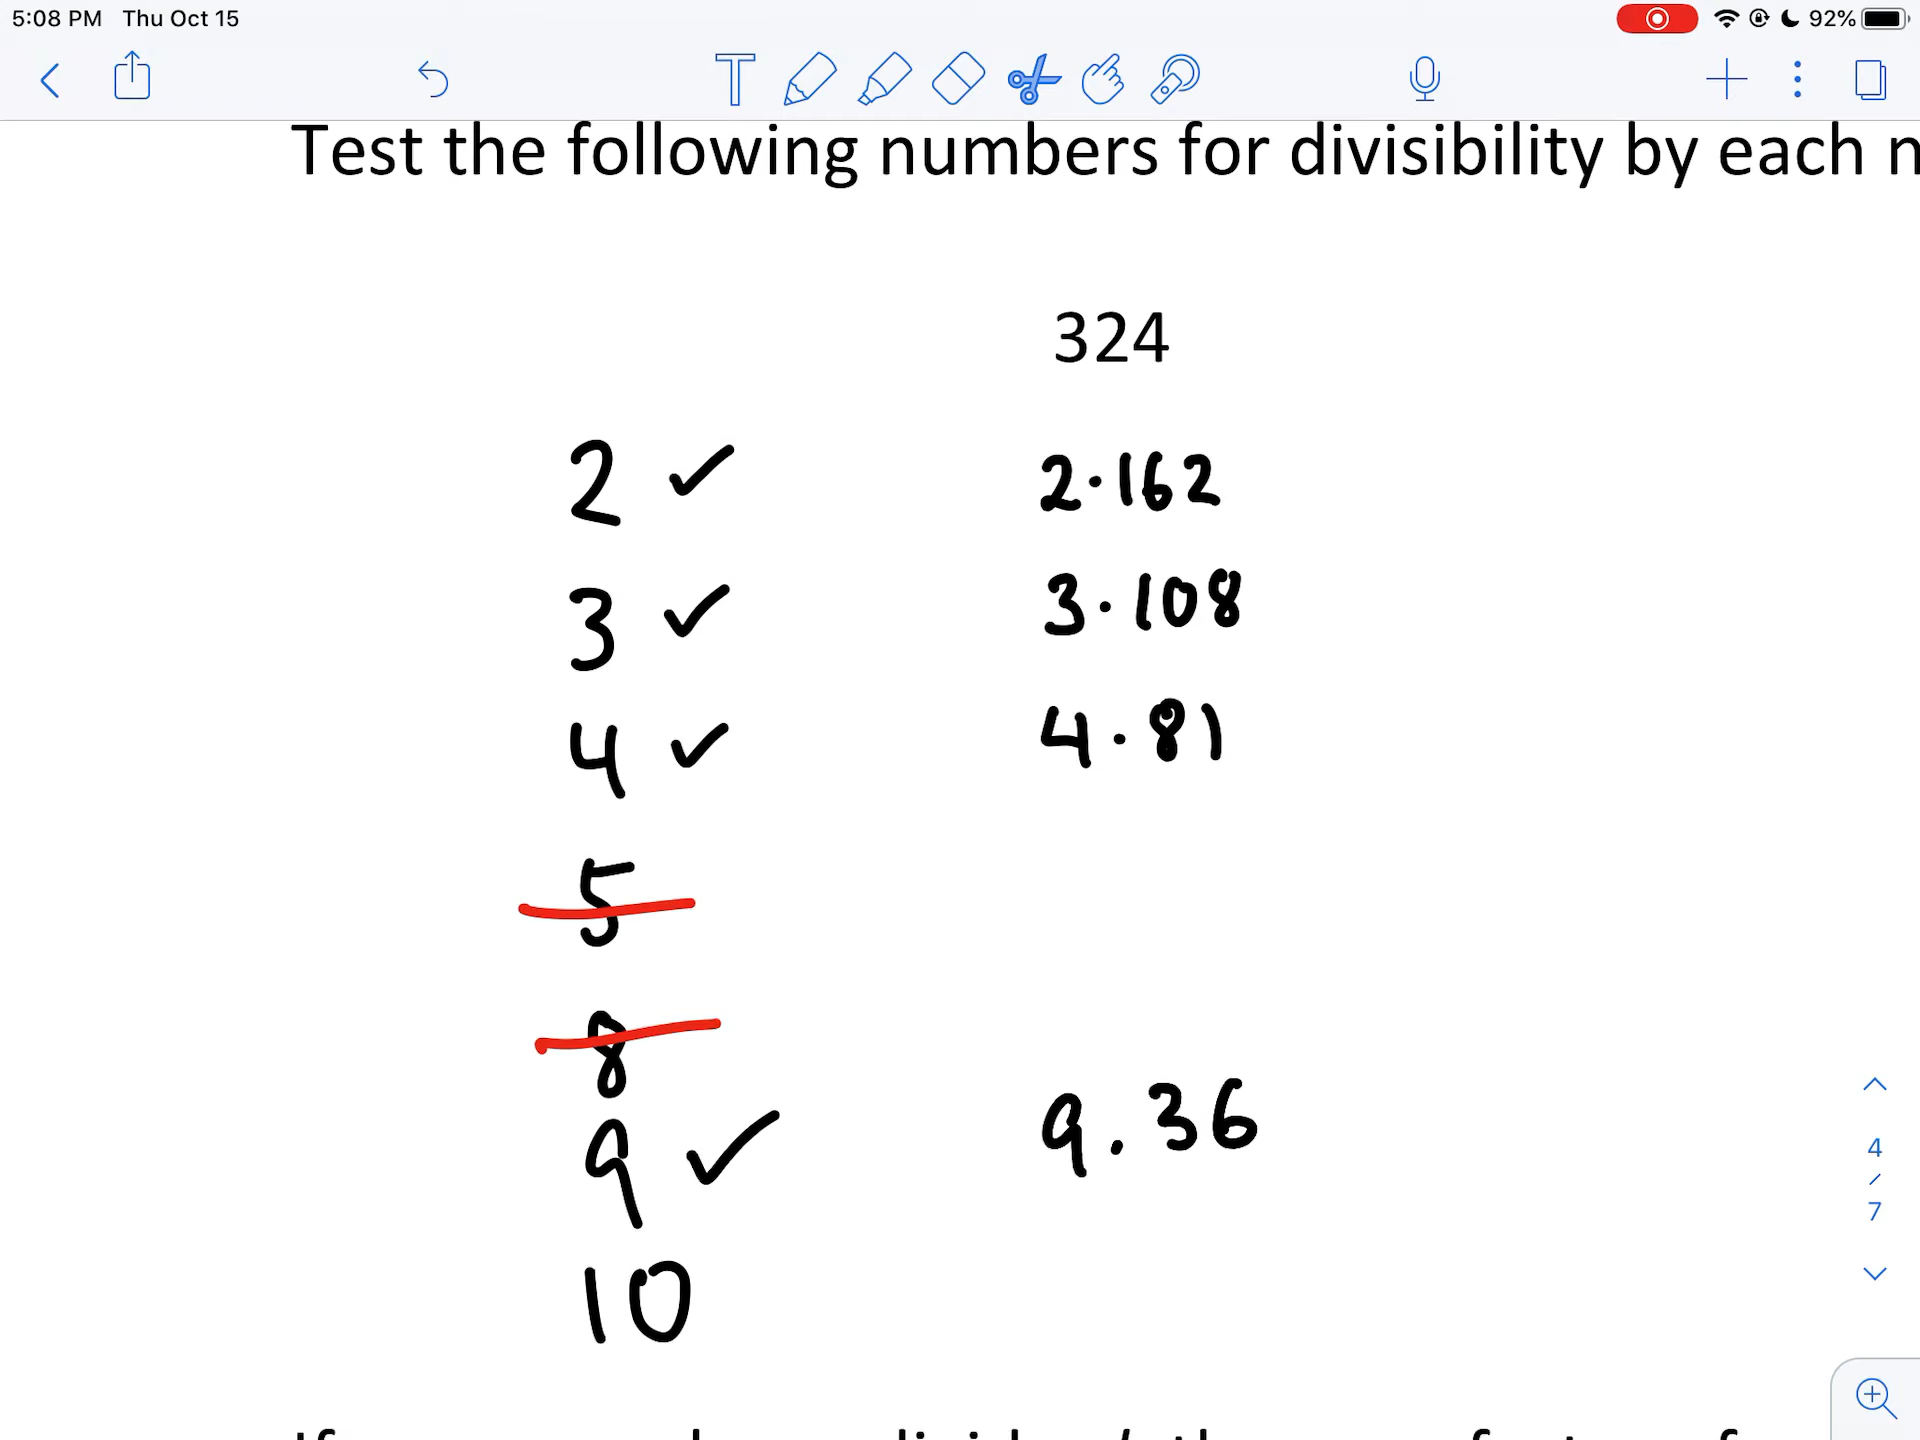 5:08 PM Thu Oct 15 92%
Test the following numbers for divisibility by each
324
2 ✓ 2·162
3 ✓ 3·108
4 ✓ 4·81
5
8
9 ✓ 9.36
10
4
/
7